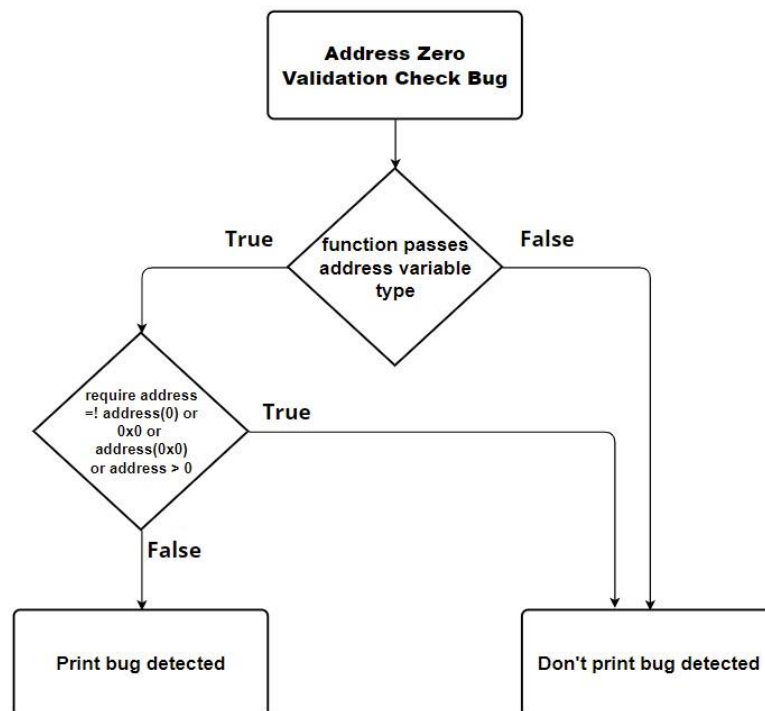 Address Zero
Validation Check Bug
True
function passes
address variable
type
False
require address
=! address(0) or
0x0 or
address(0x0)
or address > 0
True
False
Print bug detected
Don't print bug detected